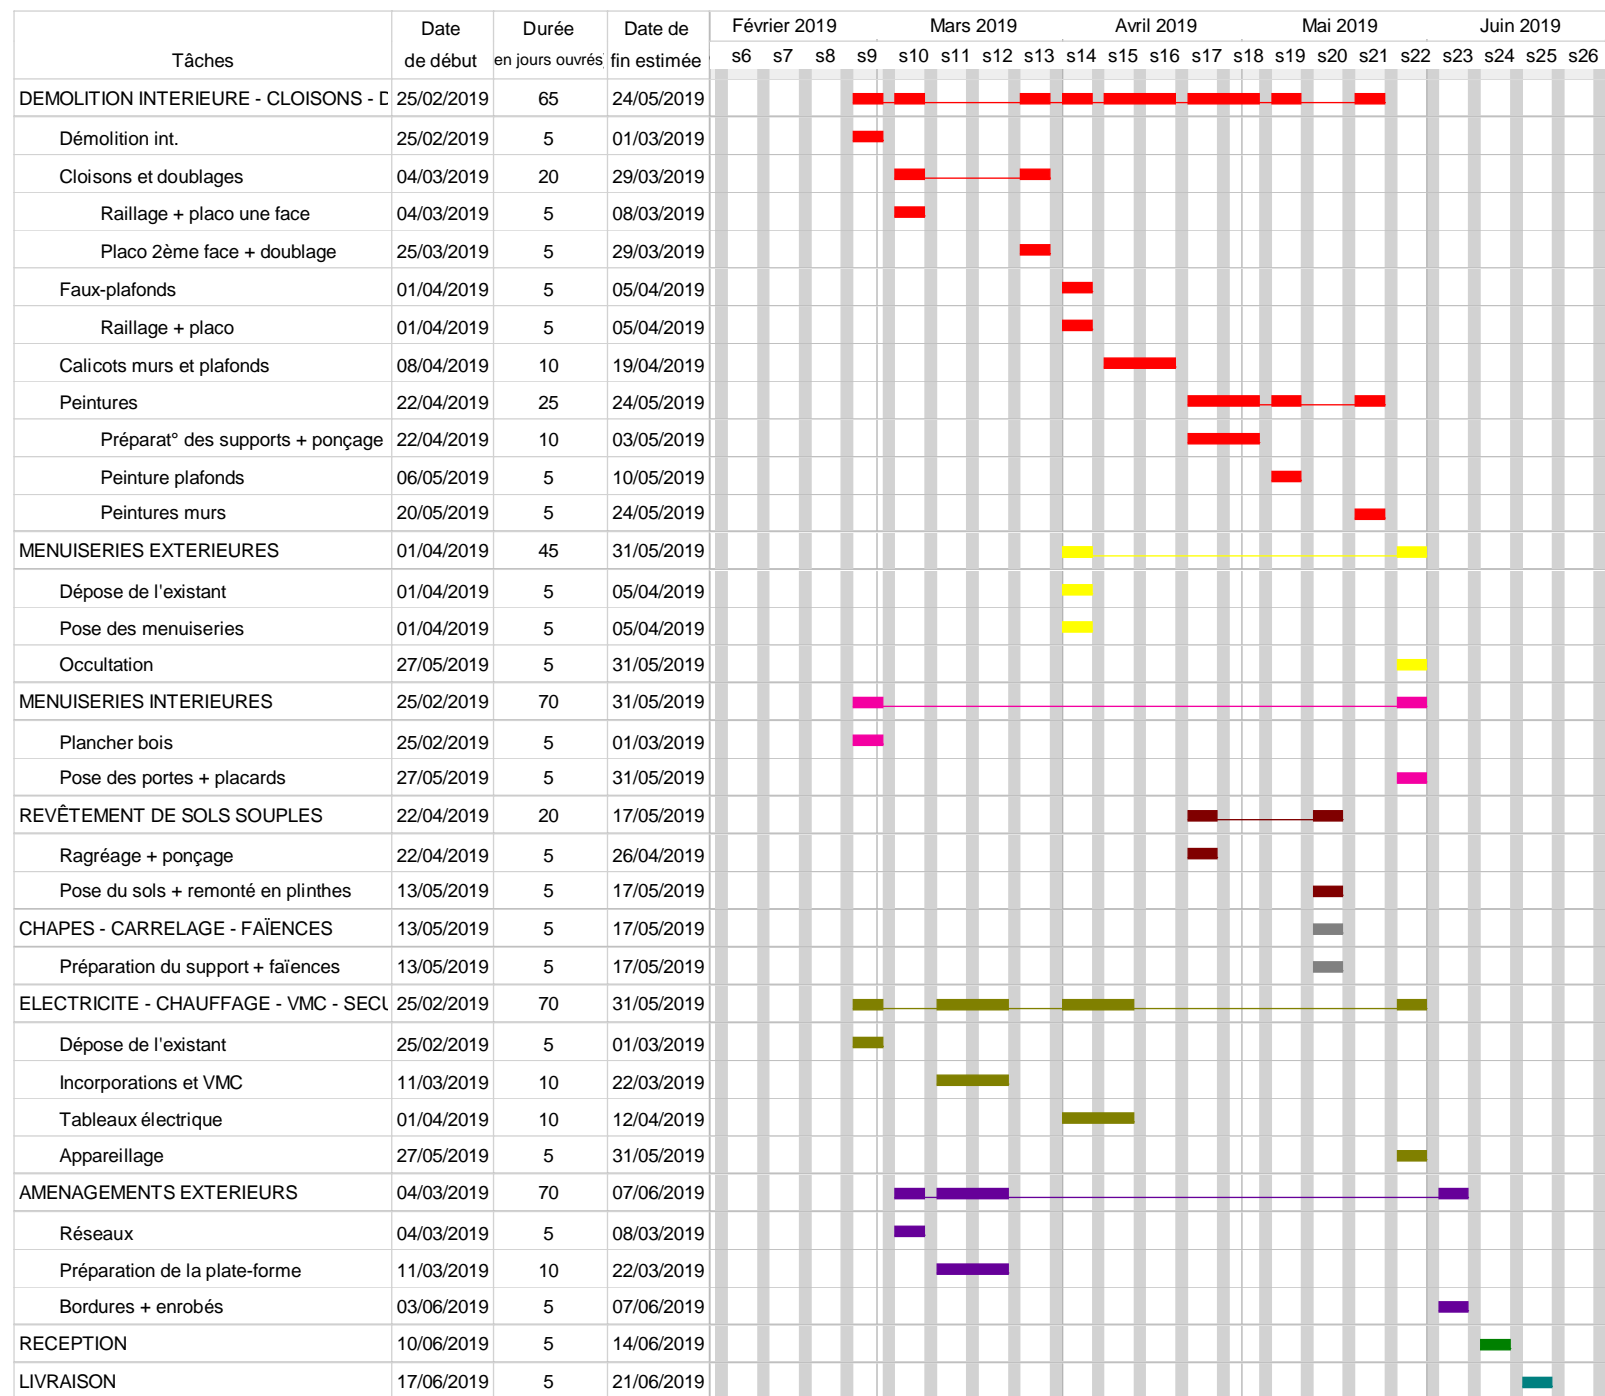 Tâches Date de début Durée en jours ouvrés Date de fin estimée Février 2019 Mars 2019 Avril 2019 Mai 2019 Juin 2019
s6 s7 s8 s9 s10 s11 s12 s13 s14 s15 s16 s17 s18 s19 s20 s21 s22 s23 s24 s25 s26
DEMOLITION INTERIEURE - CLOISONS - D 25/02/2019 65 24/05/2019
Démolition int. 25/02/2019 5 01/03/2019
Cloisons et doublages 04/03/2019 20 29/03/2019
Raillage + placo une face 04/03/2019 5 08/03/2019
Placo 2ème face + doublage 25/03/2019 5 29/03/2019
Faux-plafonds 01/04/2019 5 05/04/2019
Raillage + placo 01/04/2019 5 05/04/2019
Calicots murs et plafonds 08/04/2019 10 19/04/2019
Peintures 22/04/2019 25 24/05/2019
Préparat° des supports + ponçage 22/04/2019 10 03/05/2019
Peinture plafonds 06/05/2019 5 10/05/2019
Peintures murs 20/05/2019 5 24/05/2019
MENUISERIES EXTERIEURES 01/04/2019 45 31/05/2019
Dépose de l'existant 01/04/2019 5 05/04/2019
Pose des menuiseries 01/04/2019 5 05/04/2019
Occultation 27/05/2019 5 31/05/2019
MENUISERIES INTERIEURES 25/02/2019 70 31/05/2019
Plancher bois 25/02/2019 5 01/03/2019
Pose des portes + placards 27/05/2019 5 31/05/2019
REVÊTEMENT DE SOLS SOUPLES 22/04/2019 20 17/05/2019
Ragréage + ponçage 22/04/2019 5 26/04/2019
Pose du sols + remonté en plinthes 13/05/2019 5 17/05/2019
CHAPES - CARRELAGE - FAÏENCES 13/05/2019 5 17/05/2019
Préparation du support + faïences 13/05/2019 5 17/05/2019
ELECTRICITE - CHAUFFAGE - VMC - SECU 25/02/2019 70 31/05/2019
Dépose de l'existant 25/02/2019 5 01/03/2019
Incorporations et VMC 11/03/2019 10 22/03/2019
Tableaux électrique 01/04/2019 10 12/04/2019
Appareillage 27/05/2019 5 31/05/2019
AMENAGEMENTS EXTERIEURS 04/03/2019 70 07/06/2019
Réseaux 04/03/2019 5 08/03/2019
Préparation de la plate-forme 11/03/2019 10 22/03/2019
Bordures + enrobés 03/06/2019 5 07/06/2019
RECEPTION 10/06/2019 5 14/06/2019
LIVRAISON 17/06/2019 5 21/06/2019